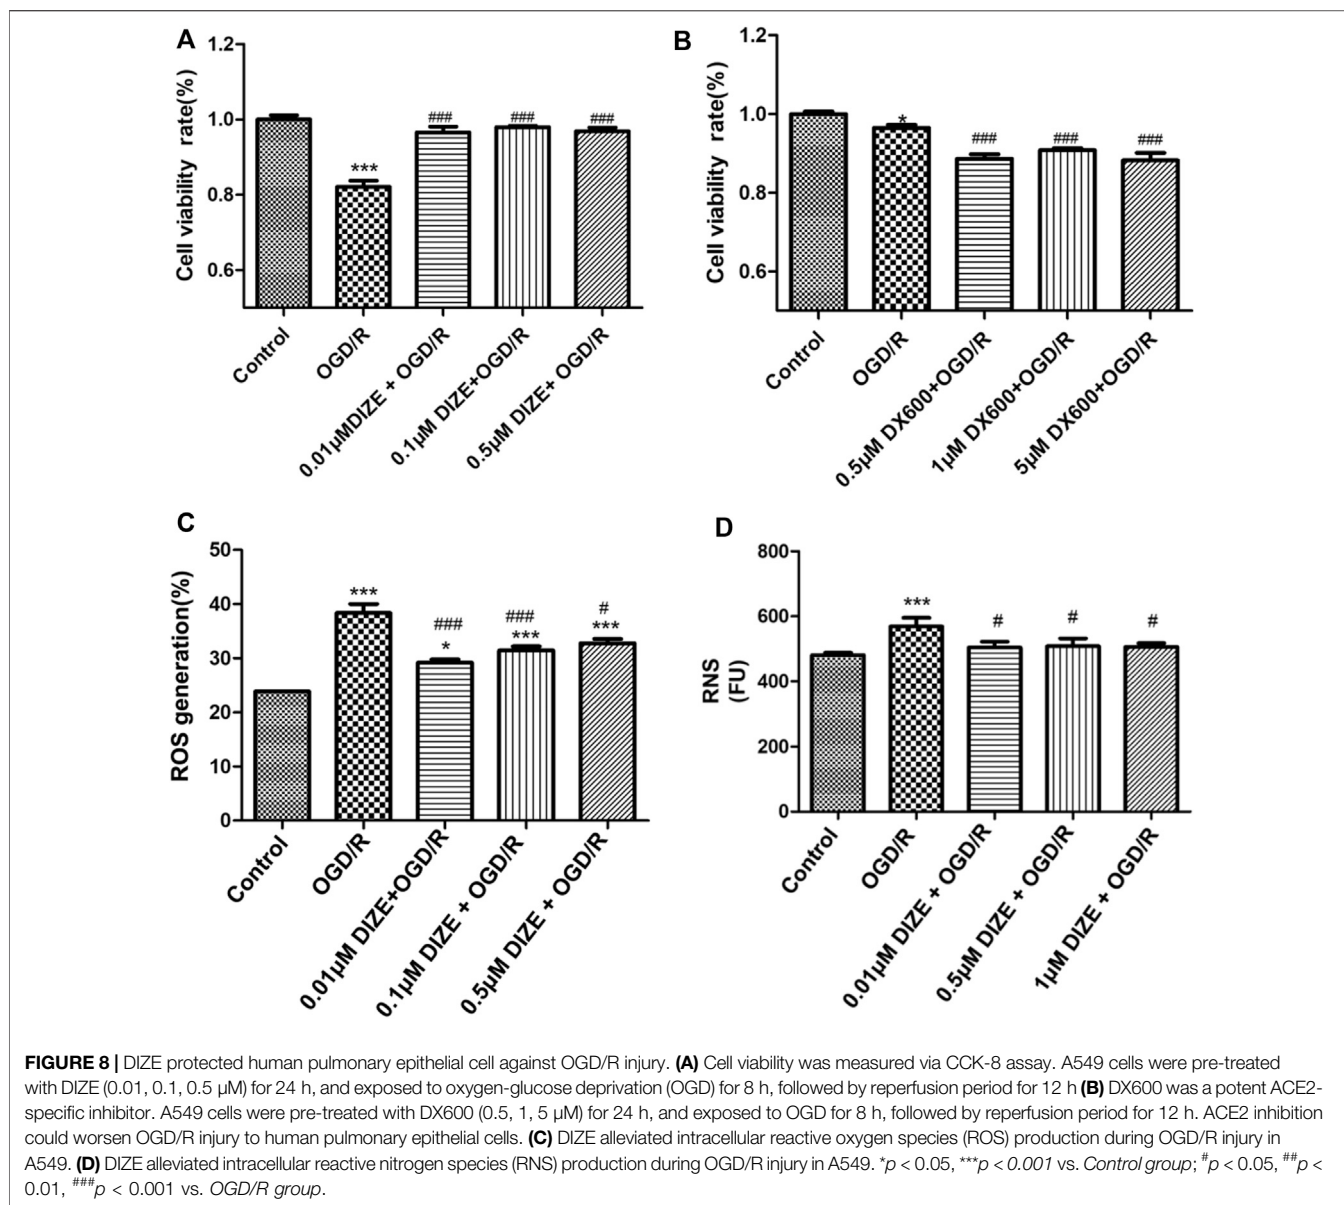 A
Cell viability rate(%)
1.2
1.0
0.8
0.6
***
###
###
###
Control
OGD/R
0.01µMDIZE + OGD/R
0.1µM DIZE+OGD/R
0.5µM DIZE+ OGD/R
B
Cell viability rate(%)
1.2
1.0
0.8
0.6
*
###
###
###
Control
OGD/R
0.5µM DX600+OGD/R
1µM DX600+OGD/R
5µM DX600+OGD/R
C
ROS generation(%)
50
40
30
20
10
0
***
###
*
###
***
#
***
Control
OGD/R
0.01µM DIZE+OGD/R
0.1µM DIZE + OGD/R
0.5µM DIZE + OGD/R
D
RNS
(FU)
800
600
400
200
0
***
#
#
#
Control
OGD/R
0.01µM DIZE + OGD/R
0.5µM DIZE + OGD/R
1µM DIZE + OGD/R
FIGURE 8 | DIZE protected human pulmonary epithelial cell against OGD/R injury. (A) Cell viability was measured via CCK-8 assay. A549 cells were pre-treated
with DIZE (0.01, 0.1, 0.5 µM) for 24 h, and exposed to oxygen-glucose deprivation (OGD) for 8 h, followed by reperfusion period for 12 h (B) DX600 was a potent ACE2-
specific inhibitor. A549 cells were pre-treated with DX600 (0.5, 1, 5 µM) for 24 h, and exposed to OGD for 8 h, followed by reperfusion period for 12 h. ACE2 inhibition
could worsen OGD/R injury to human pulmonary epithelial cells. (C) DIZE alleviated intracellular reactive oxygen species (ROS) production during OGD/R injury in
A549. (D) DIZE alleviated intracellular reactive nitrogen species (RNS) production during OGD/R injury in A549. *p < 0.05, ***p < 0.001 vs. Control group; #p < 0.05, ##p <
0.01, ###p < 0.001 vs. OGD/R group.